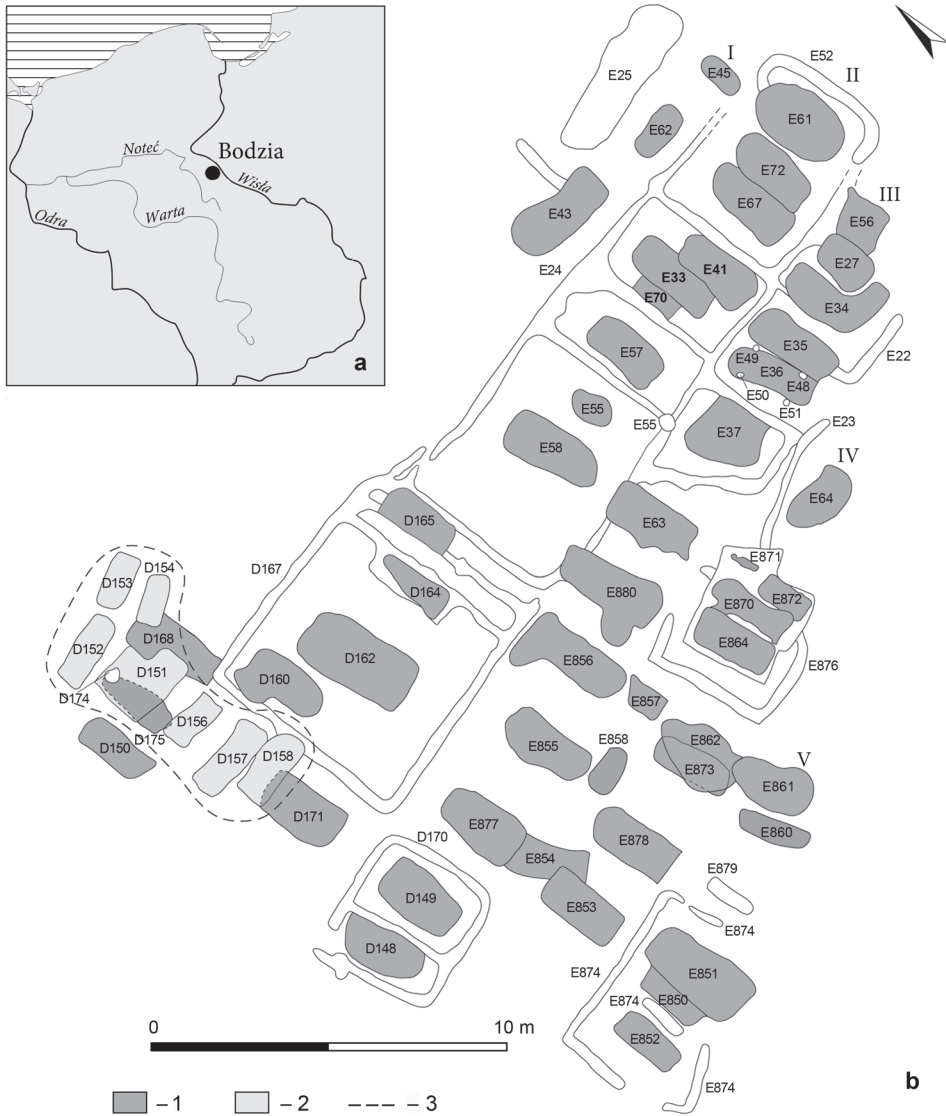 Noteć
Bodzia
Wisła
Warta
Odra
a
E25
I
E45
E52
II
E62
E61
E72
E67
III
E43
E56
E24
E33
E41
E70
E27
E34
E57
E35
E22
E49
E36
E48
E50
E51
E55
E55
E23
E58
E37
IV
E64
D165
E63
E871
D167
D164
E880
E870
E872
D153
D154
D152
D168
D162
E864
D151
D160
E856
E876
D174
E857
D156
D175
D150
E855
E858
E862
V
D157
D158
E873
E861
D171
E877
E860
D170
E878
E854
E879
D149
E853
E874
D148
E851
E874
E874
E850
E852
0
10 m
E874
b
– 1
– 2
– 3